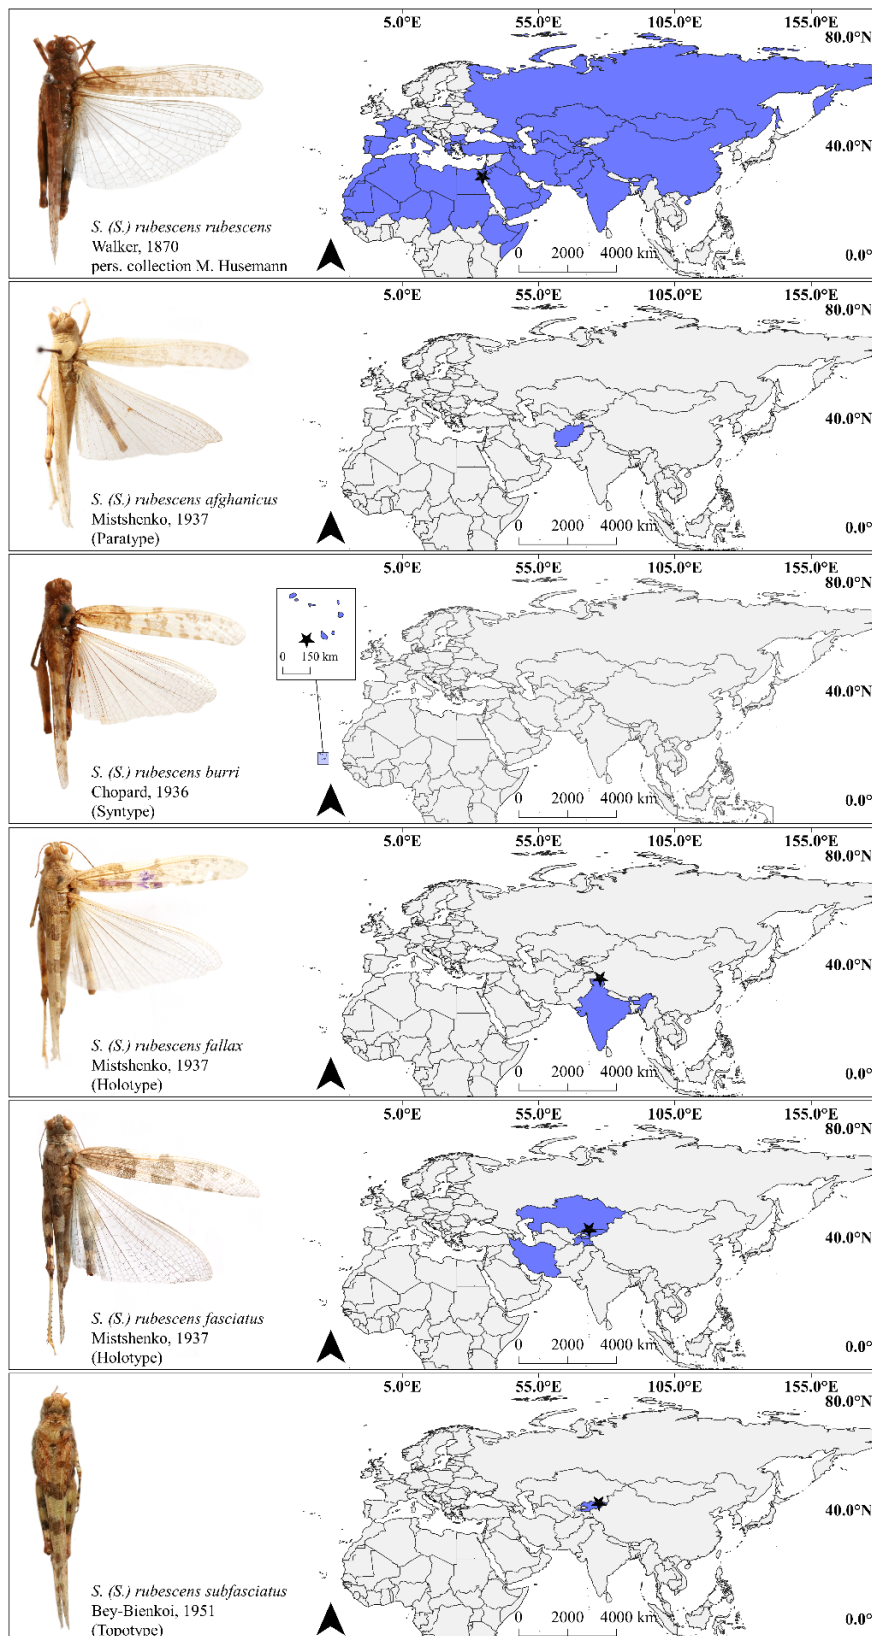 5.0°E 55.0°E 105.0°E 155.0°E
80.0°N
40.0°N
S. (S.) rubescens rubescens
Walker, 1870
pers. collection M. Husemann
0 2000 4000 km
0.0°
5.0°E 55.0°E 105.0°E 155.0°E
80.0°N
40.0°N
S. (S.) rubescens afghanicus
Mistshenko, 1937
(Paratype)
0 2000 4000 km
0.0°
5.0°E 55.0°E 105.0°E 155.0°E
80.0°N
0 150 km
40.0°N
S. (S.) rubescens burri
Chopard, 1936
(Syntype)
0 2000 4000 km
0.0°
5.0°E 55.0°E 105.0°E 155.0°E
80.0°N
40.0°N
S. (S.) rubescens fallax
Mistshenko, 1937
(Holotype)
0 2000 4000 km
0.0°
5.0°E 55.0°E 105.0°E 155.0°E
80.0°N
40.0°N
S. (S.) rubescens fasciatus
Mistshenko, 1937
(Holotype)
0 2000 4000 km
0.0°
5.0°E 55.0°E 105.0°E 155.0°E
80.0°N
40.0°N
S. (S.) rubescens subfasciatus
Bey-Bienkoi, 1951
(Topotype)
0 2000 4000 km
0.0°